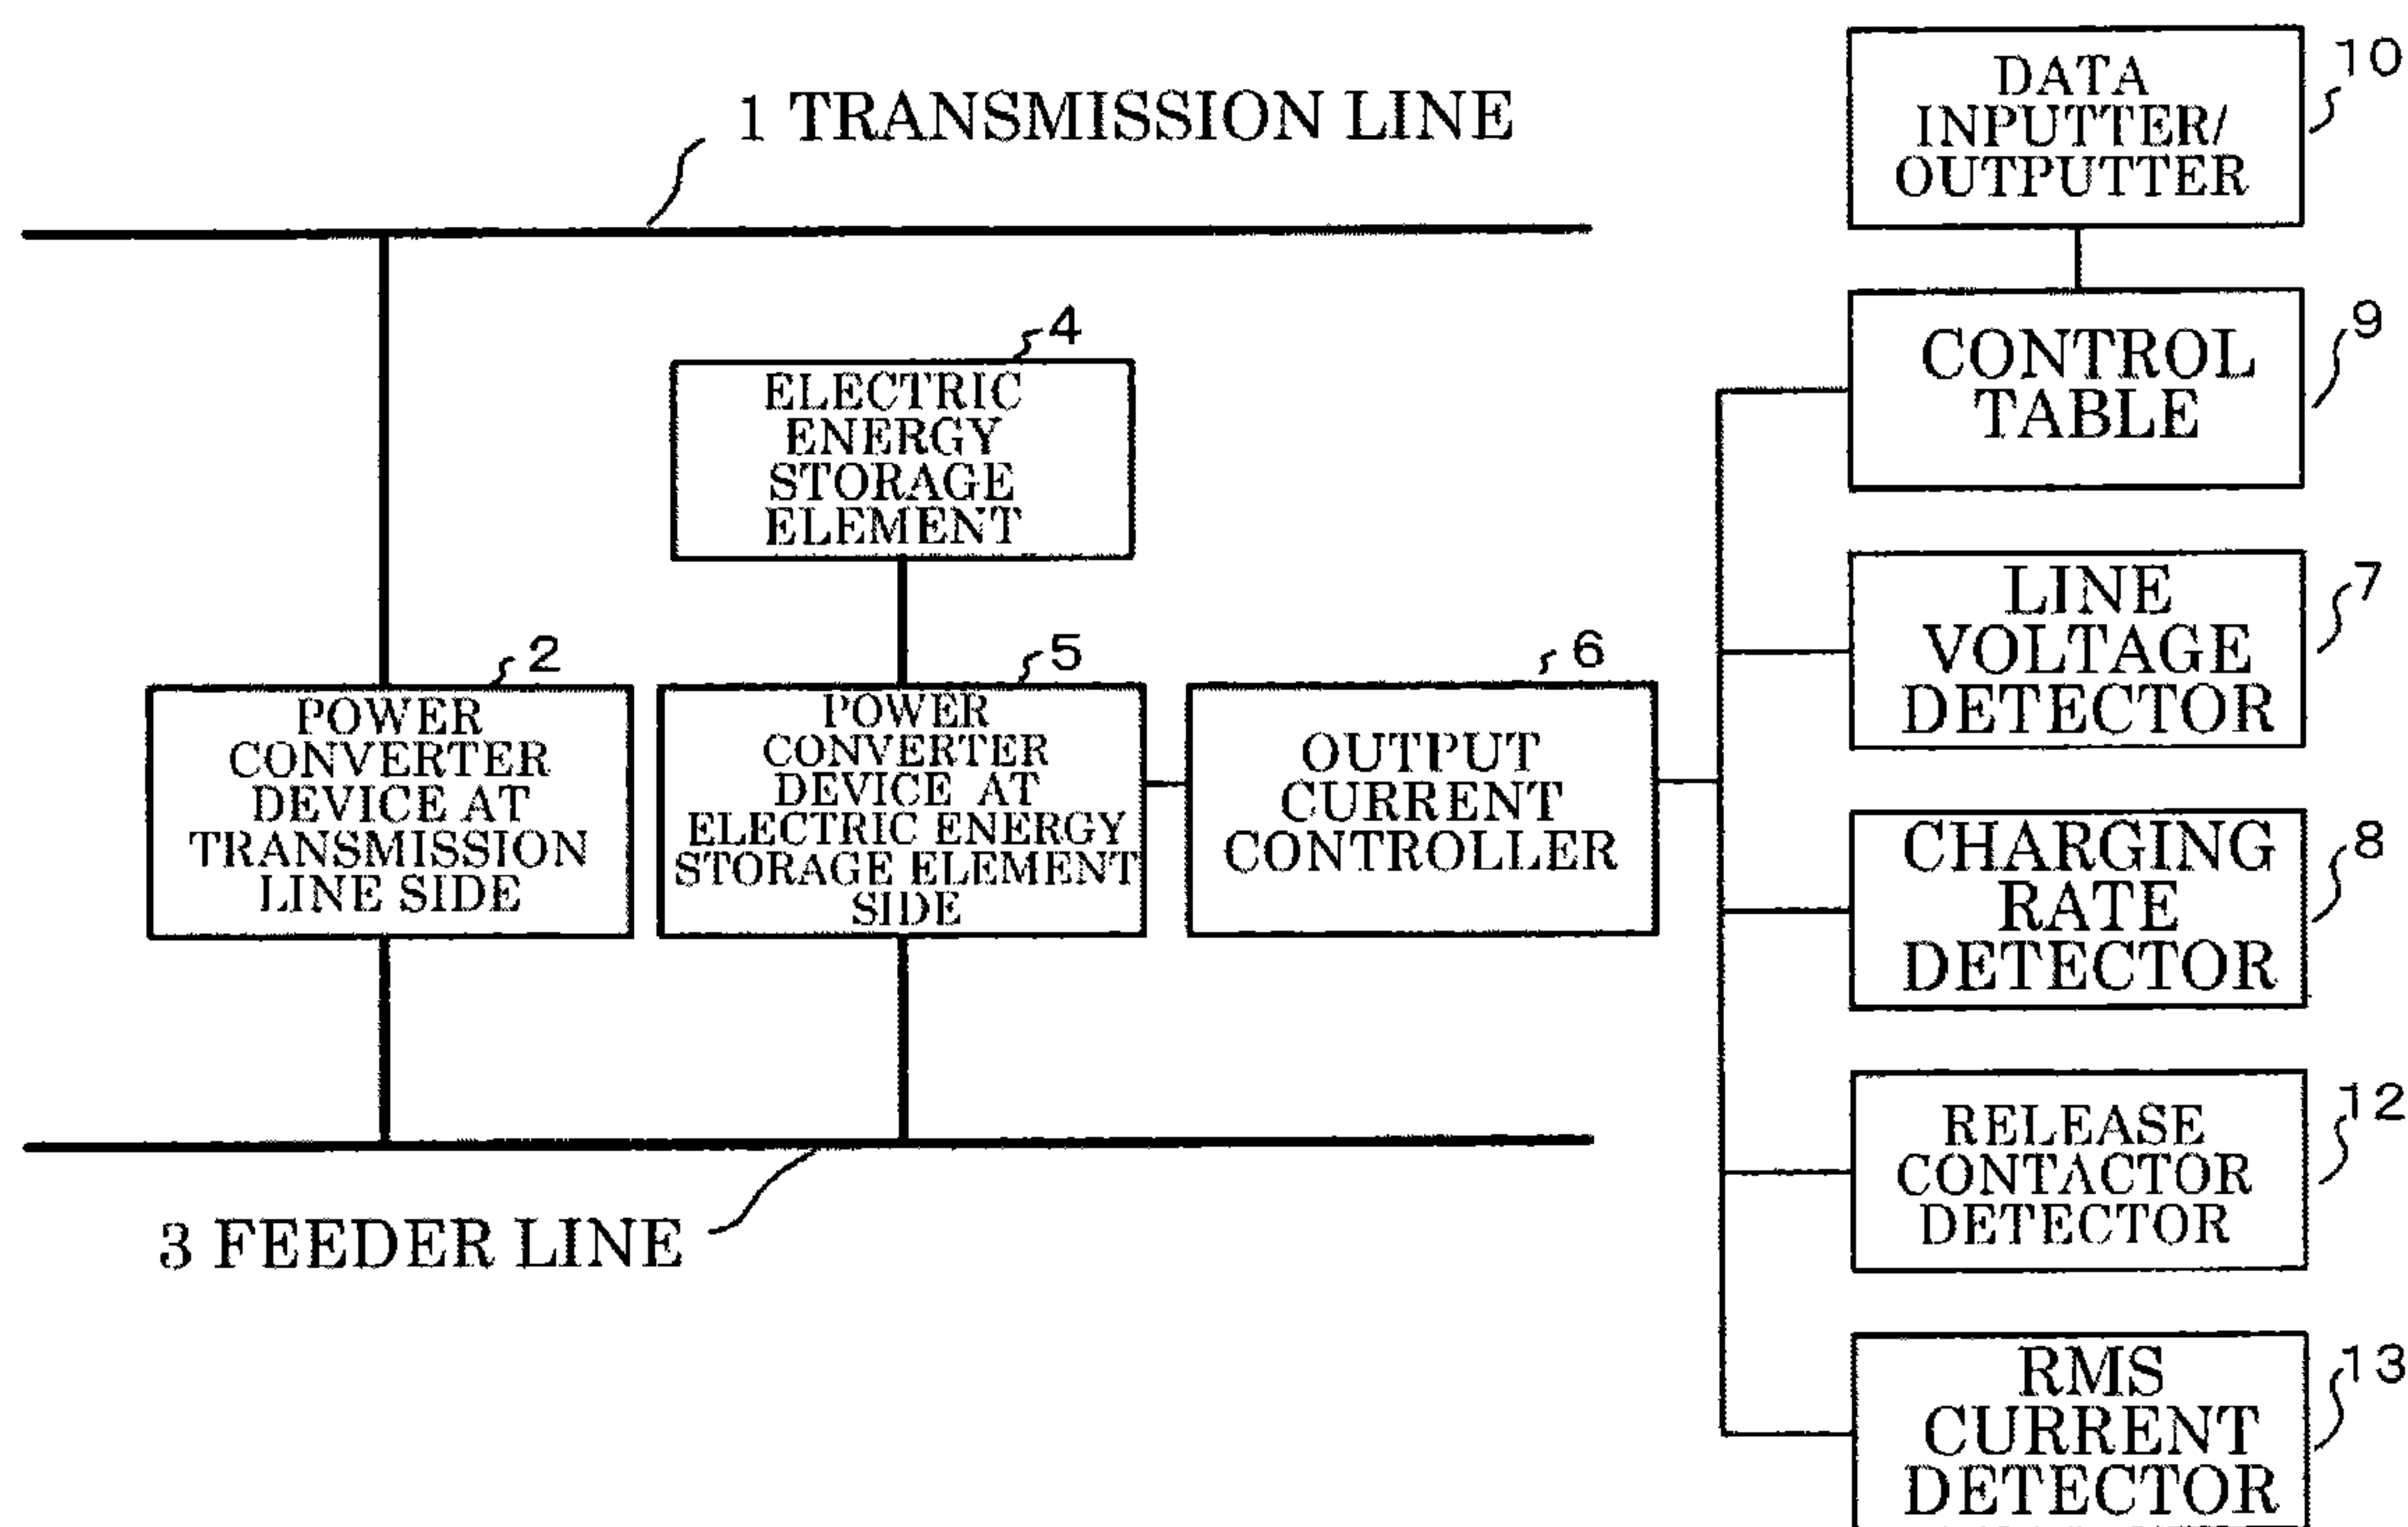 1 TRANSMISSION LINE
10
DATA
INPUTTER/
OUTPUTTER
9
CONTROL
TABLE
4
ELECTRIC
ENERGY
STORAGE
ELEMENT
7
LINE
VOLTAGE
DETECTOR
2
POWER
CONVERTER
DEVICE AT
TRANSMISSION
LINE SIDE
5
POWER
CONVERTER
DEVICE AT
ELECTRIC ENERGY
STORAGE ELEMENT
SIDE
6
OUTPUT
CURRENT
CONTROLLER
8
CHARGING
RATE
DETECTOR
12
RELEASE
CONTACTOR
DETECTOR
3 FEEDER LINE
13
RMS
CURRENT
DETECTOR